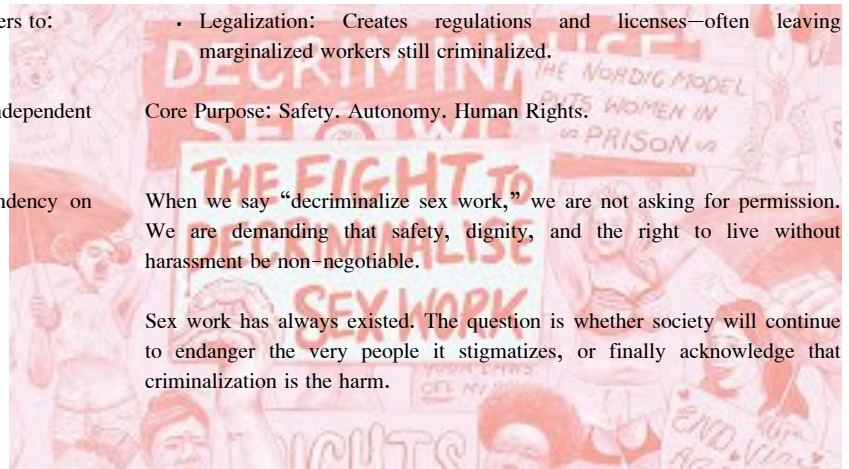 ers to:
ndependent
ndency on
• Legalization: Creates regulations and licenses—often leaving
marginalized workers still criminalized.
Core Purpose: Safety. Autonomy. Human Rights.
When we say “decriminalize sex work,” we are not asking for permission.
We are demanding that safety, dignity, and the right to live without
harassment be non-negotiable.
Sex work has always existed. The question is whether society will continue
to endanger the very people it stigmatizes, or finally acknowledge that
criminalization is the harm.
DECRIMINALISE
SEX WORK
THE NORDIC MODEL
PUTS WOMEN IN
PRISON
THE FIGHT TO
DECRIMINALISE
SEX WORK
RIGHTS
END